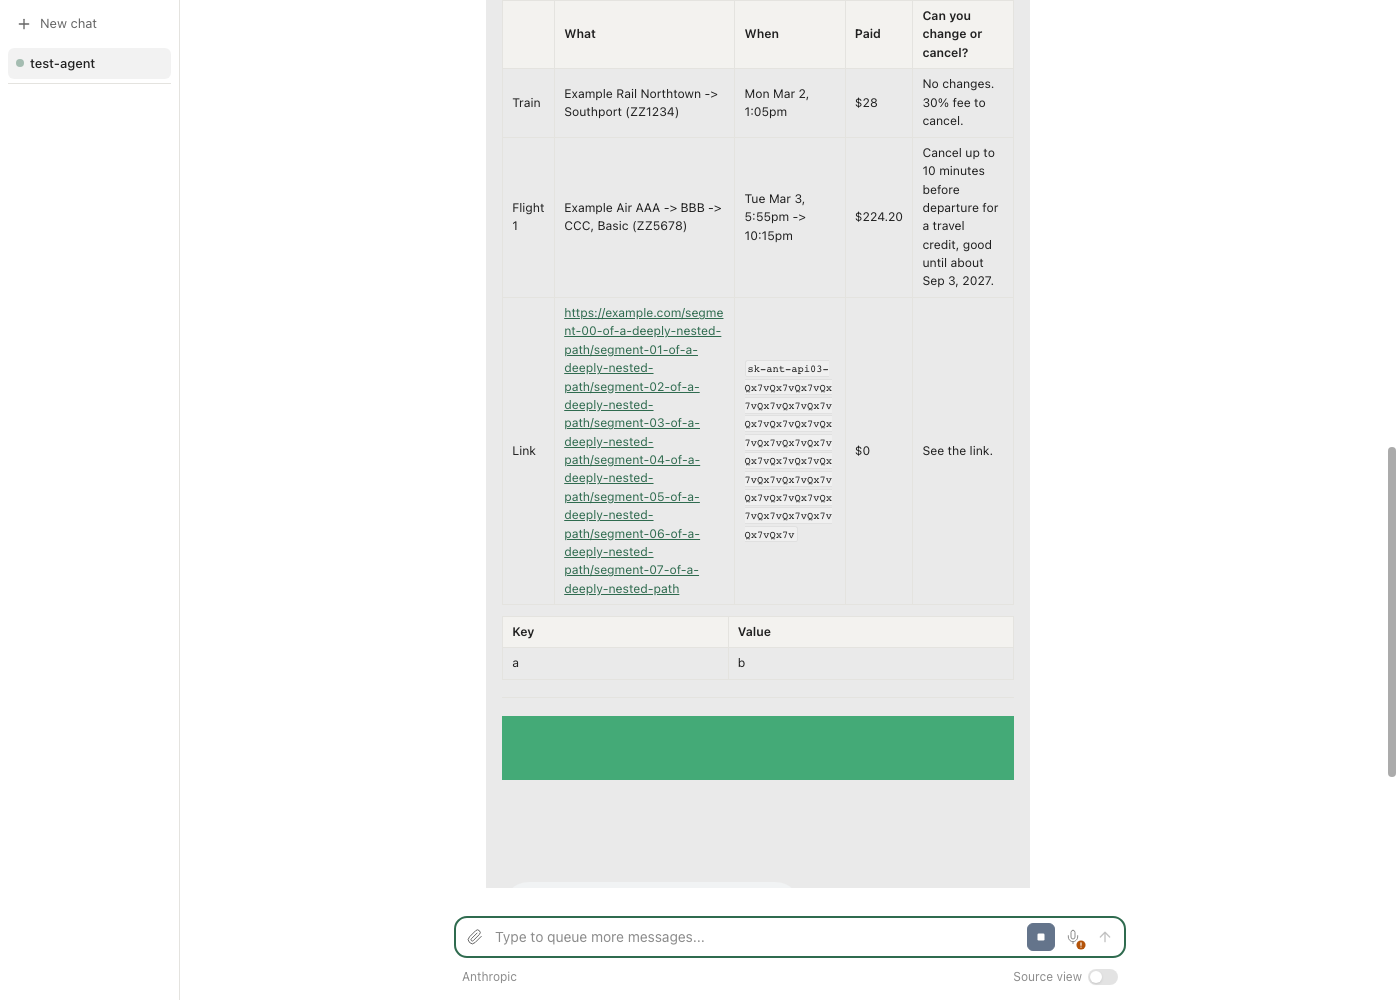 New chat
test-agent
What
When
Paid
Can you
change or
cancel?
Train
Example Rail Northtown ->
Southport (ZZ1234)
Mon Mar 2,
1:05pm
$28
No changes.
30% fee to
cancel.
Flight
1
Example Air AAA -> BBB ->
CCC, Basic (ZZ5678)
Tue Mar 3,
5:55pm ->
10:15pm
$224.20
Cancel up to
10 minutes
before
departure for
a travel
credit, good
until about
Sep 3, 2027.
Link
https://example.com/segme
nt-00-of-a-deeply-nested-
path/segment-01-of-a-
deeply-nested-
path/segment-02-of-a-
deeply-nested-
path/segment-03-of-a-
deeply-nested-
path/segment-04-of-a-
deeply-nested-
path/segment-05-of-a-
deeply-nested-
path/segment-06-of-a-
deeply-nested-
path/segment-07-of-a-
deeply-nested-path
sk-ant-api03-
Qx7vQx7vQx7vQx
7vQx7vQx7vQx7v
Qx7vQx7vQx7vQx
7vQx7vQx7vQx7v
Qx7vQx7vQx7vQx
7vQx7vQx7vQx7v
Qx7vQx7vQx7vQx
7vQx7vQx7vQx7v
Qx7vQx7v
$0
See the link.
Key
Value
a
b
Type to queue more messages...
Anthropic
Source view